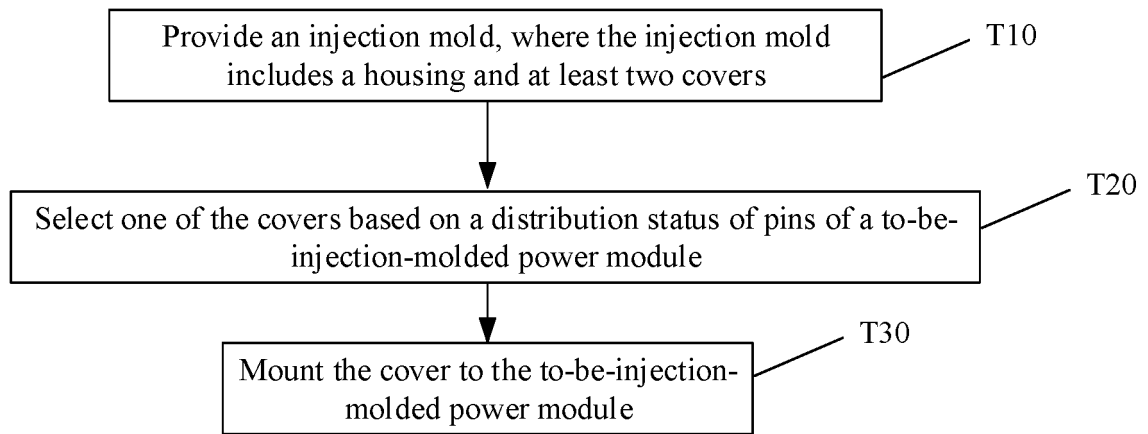 Provide an injection mold, where the injection mold
includes a housing and at least two covers
T10
Select one of the covers based on a distribution status of pins of a to-be-
injection-molded power module
T20
Mount the cover to the to-be-injection-
molded power module
T30